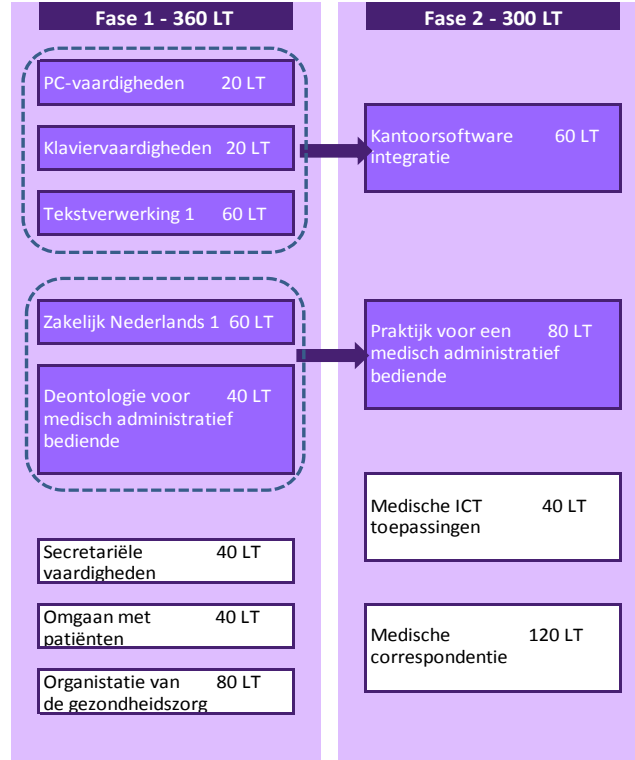 Fase 1 - 360 LT
PC-vaardigheden 20 LT
Klaviervaardigheden 20 LT
Tekstverwerking 1 60 LT
Zakelijk Nederlands 1 60 LT
Deontologie voor 40 LT
medisch administratief
bediende
Secretariële 40 LT
vaardigheden
Omgaan met 40 LT
patiënten
Organistatie van 80 LT
de gezondheidszorg
Fase 2 - 300 LT
Kantoorsoftware 60 LT
integratie
Praktijk voor een 80 LT
medisch administratief
bediende
Medische ICT 40 LT
toepassingen
Medische 120 LT
correspondentie